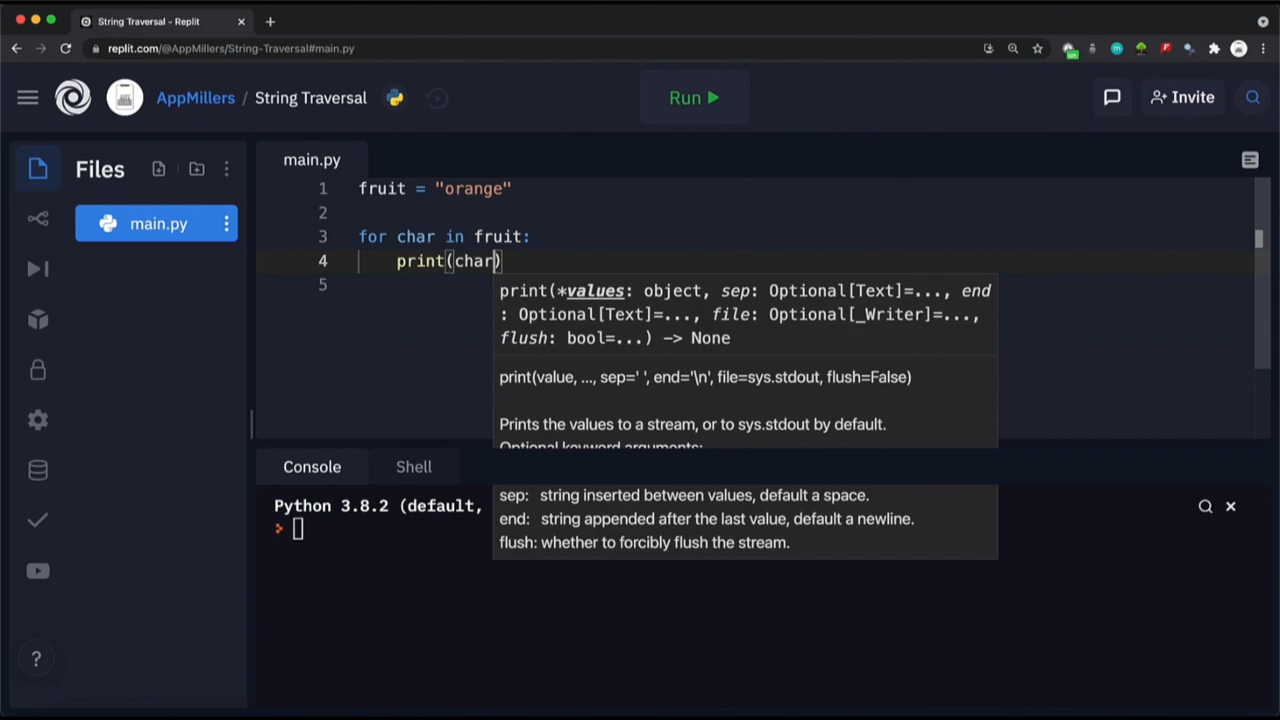 String Traversal - Replit
replit.com/@AppMillers/String-Traversal#main.py
AppMillers / String Traversal
Run
Invite
Files
main.py
main.py
1 fruit = "orange"
2
3 for char in fruit:
4 print(char)
5
print(*values: object, sep: Optional[Text]=..., end
: Optional[Text]=..., file: Optional[_Writer]=...,
flush: bool=...) -> None
print(value, ..., sep=' ', end='\n', file=sys.stdout, flush=False)
Prints the values to a stream, or to sys.stdout by default.
Optional keyword arguments:
Console Shell
sep: string inserted between values, default a space.
Python 3.8.2 (default,
end: string appended after the last value, default a newline.
flush: whether to forcibly flush the stream.